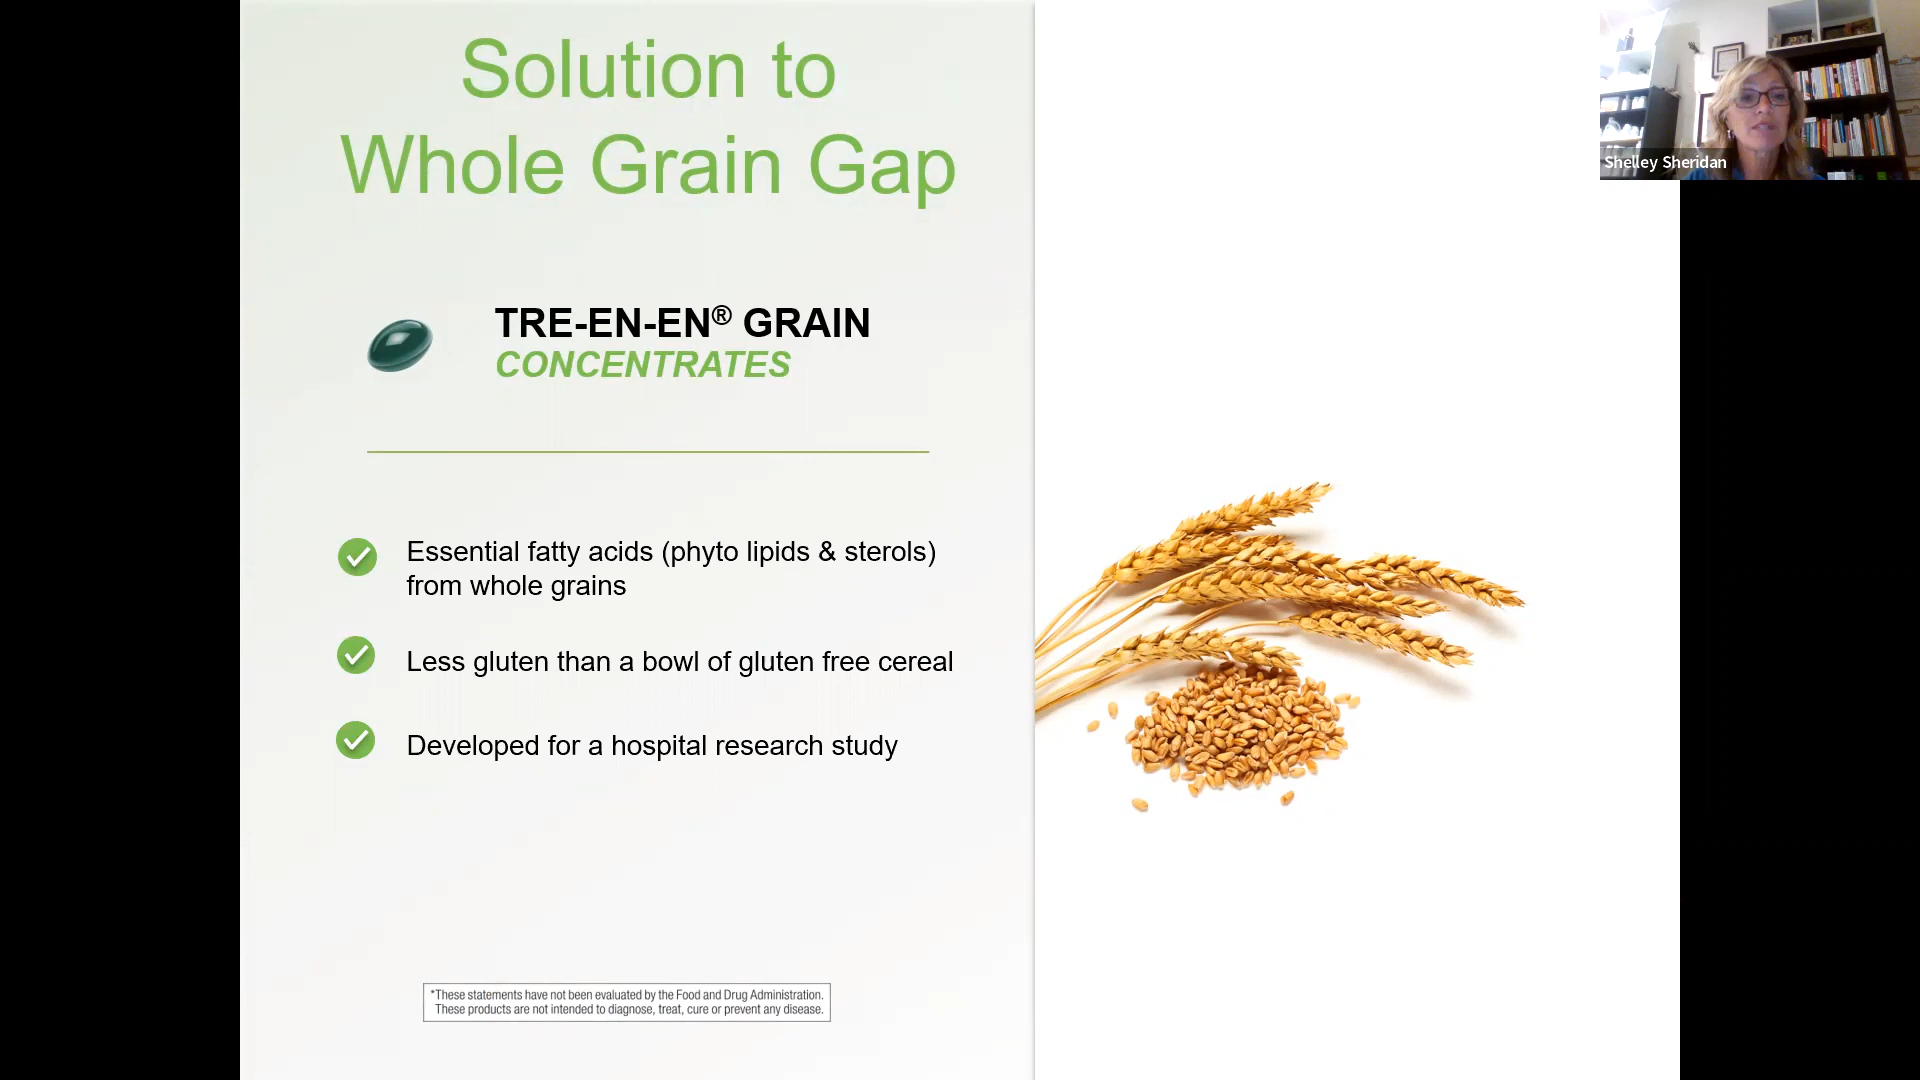 Solution to
Whole Grain Gap
Shelley Sheridan
TRE-EN-EN® GRAIN
CONCENTRATES
Essential fatty acids (phyto lipids & sterols)
from whole grains
Less gluten than a bowl of gluten free cereal
Developed for a hospital research study
*These statements have not been evaluated by the Food and Drug Administration.
These products are not intended to diagnose, treat, cure or prevent any disease.